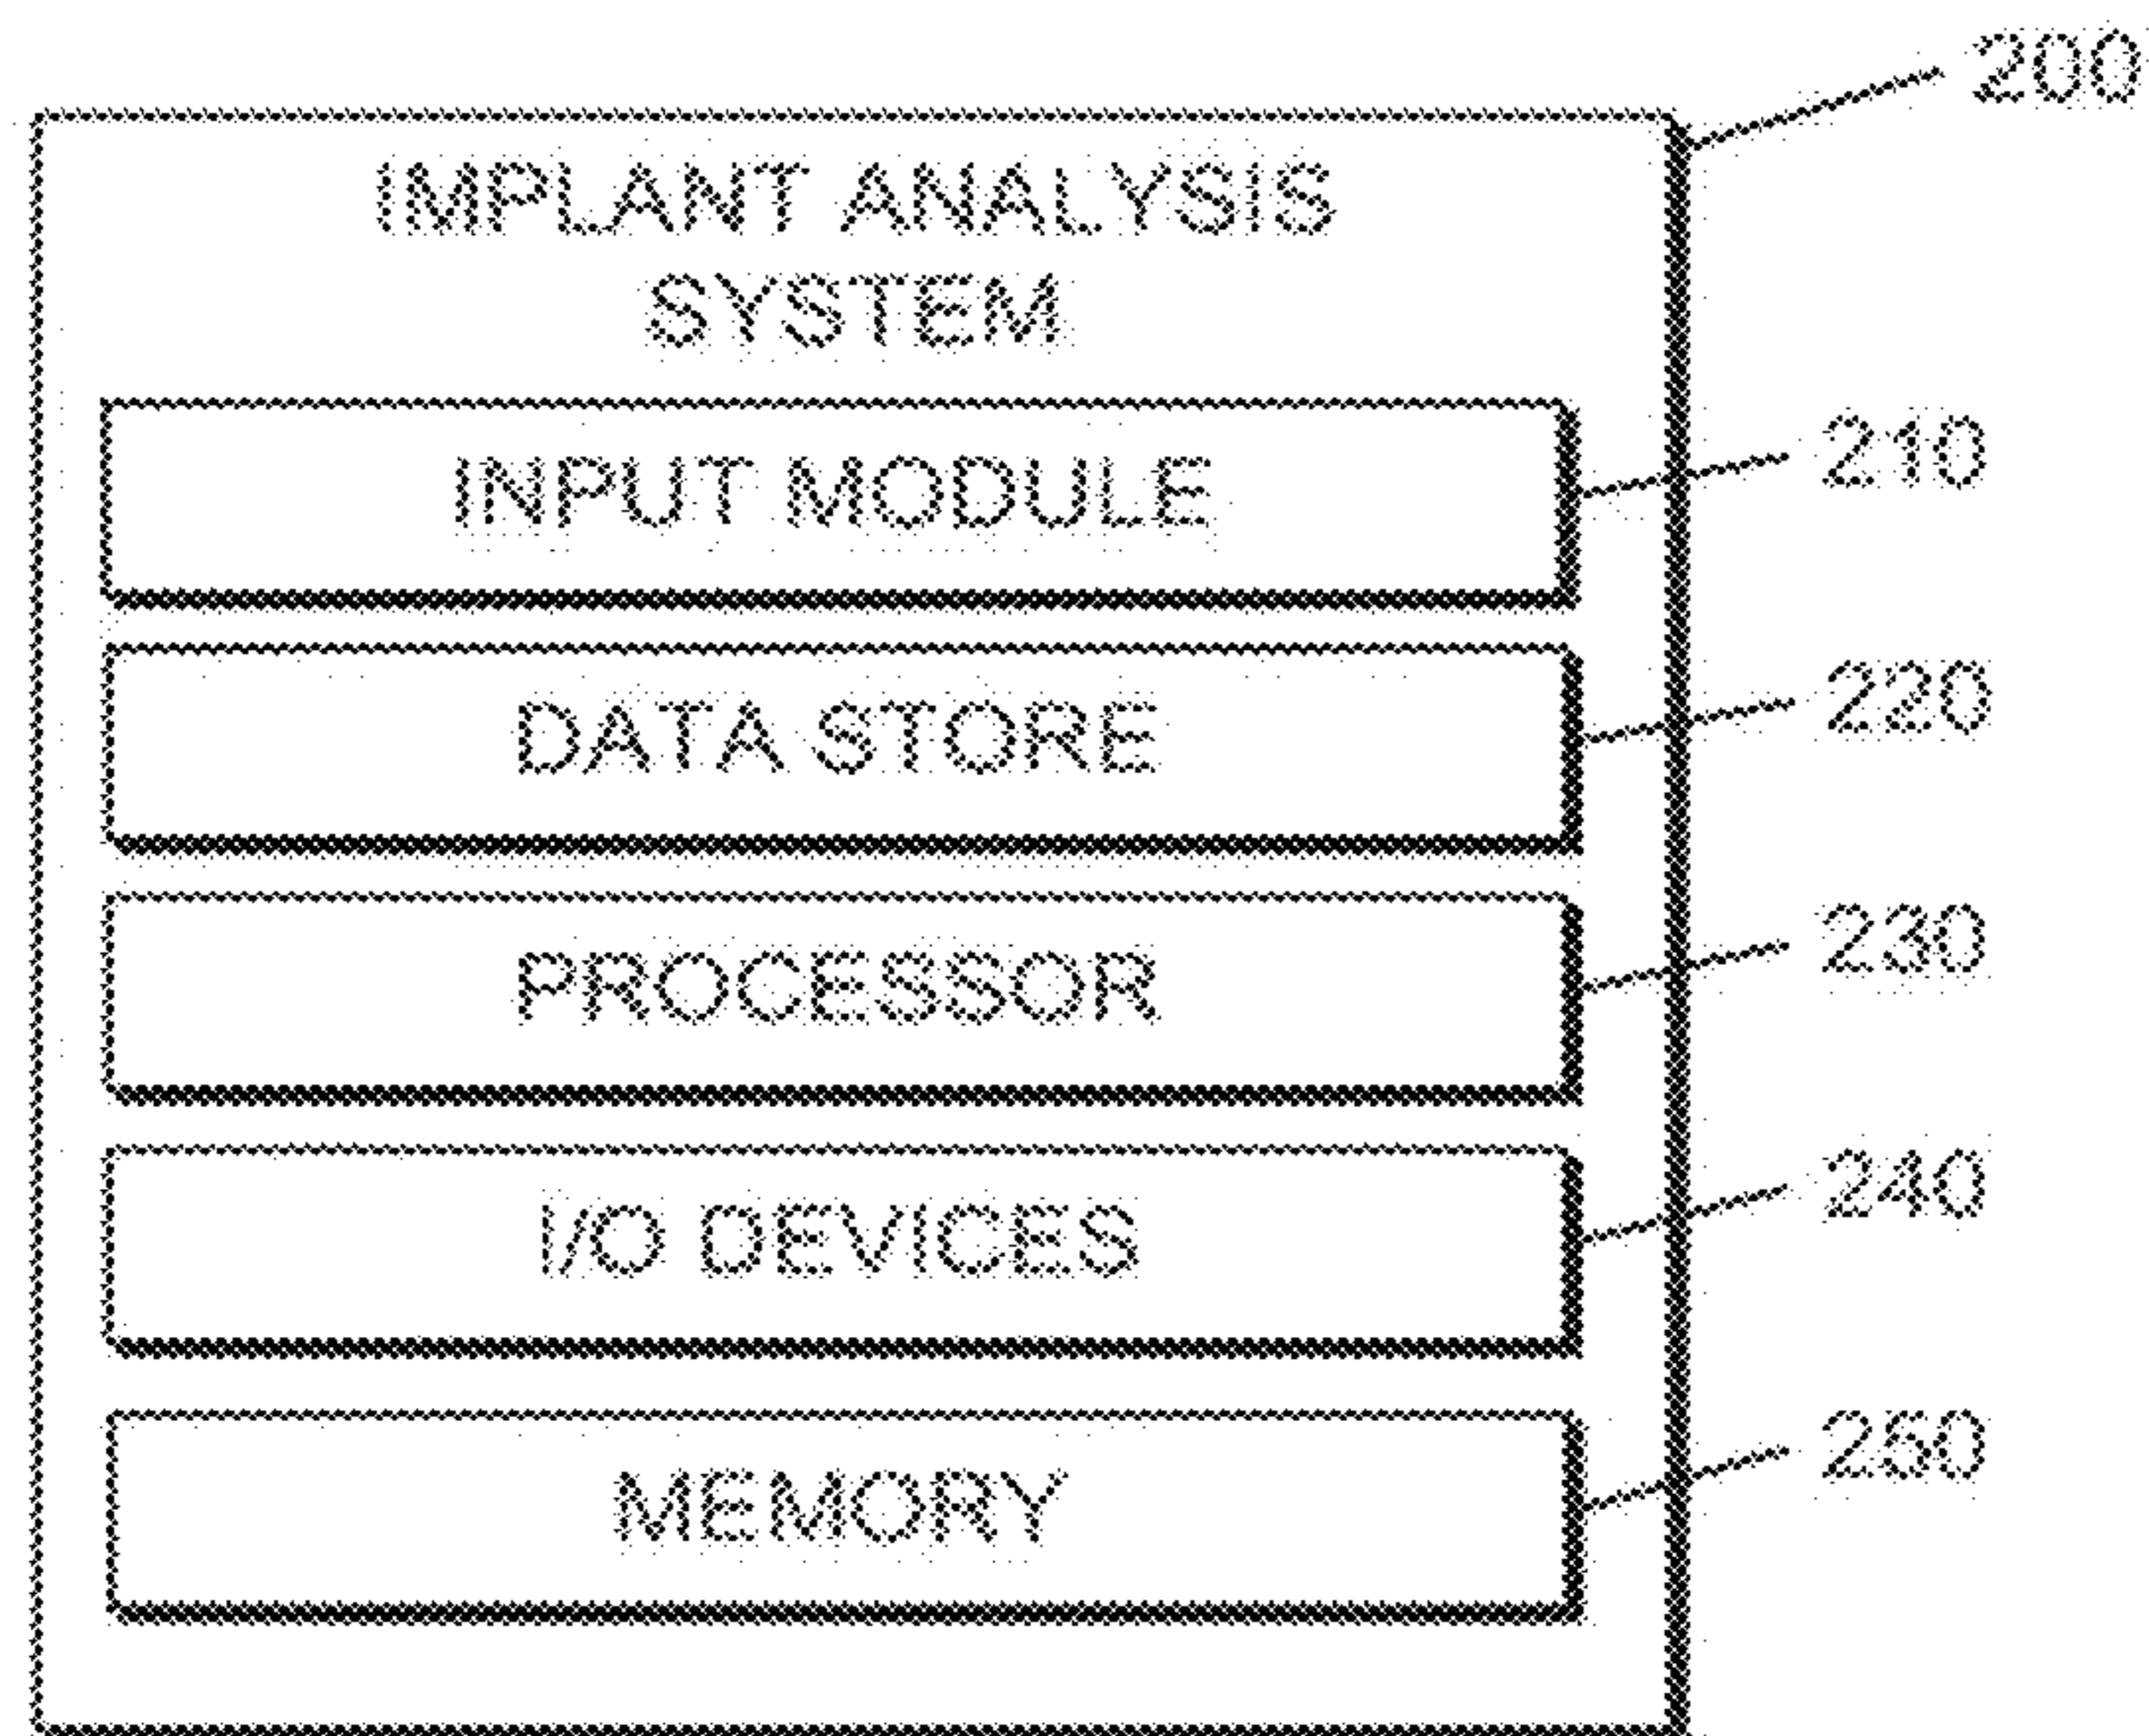 200
IMPLANT ANALYSIS
SYSTEM
INPUT MODULE 210
DATA STORE 220
PROCESSOR 230
I/O DEVICES 240
MEMORY 250